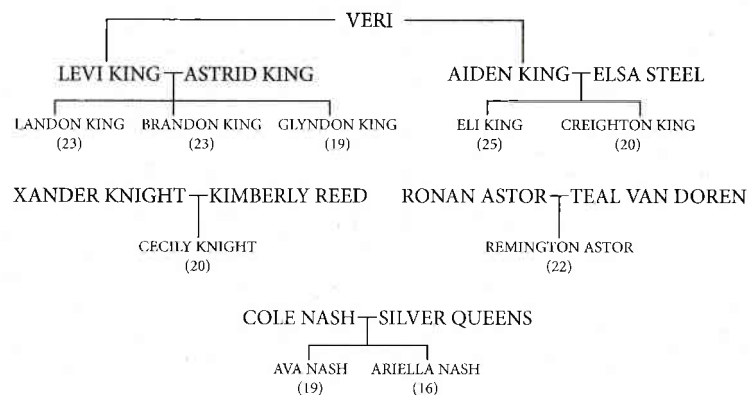 VERI
LEVI KING ASTRID KING AIDEN KING ELSA STEEL
LANDON KING BRANDON KING GLYNDON KING ELI KING CREIGHTON KING
(23) (23) (19) (25) (20)
XANDER KNIGHT KIMBERLY REED RONAN ASTOR TEAL VAN DOREN
CECILY KNIGHT REMINGTON ASTOR
(20) (22)
COLE NASH SILVER QUEENS
AVA NASH ARIELLA NASH
(19) (16)